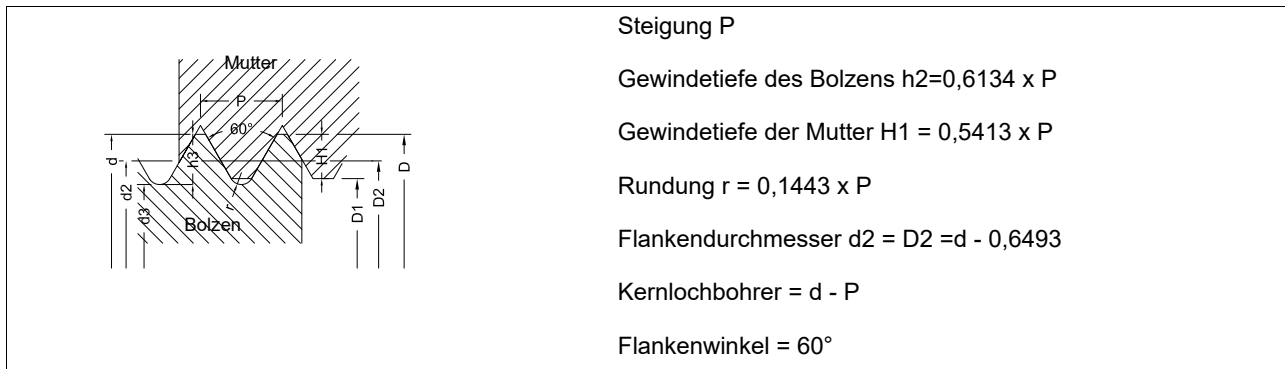 Mutter
P
60°
h3
H1
d
d2
d3
r
D1
D2
D
Bolzen
Steigung P
Gewindetiefe des Bolzens h2=0,6134 x P
Gewindetiefe der Mutter H1 = 0,5413 x P
Rundung r = 0,1443 x P
Flankendurchmesser d2 = D2 =d - 0,6493
Kernlochbohrer = d - P
Flankenwinkel = 60°